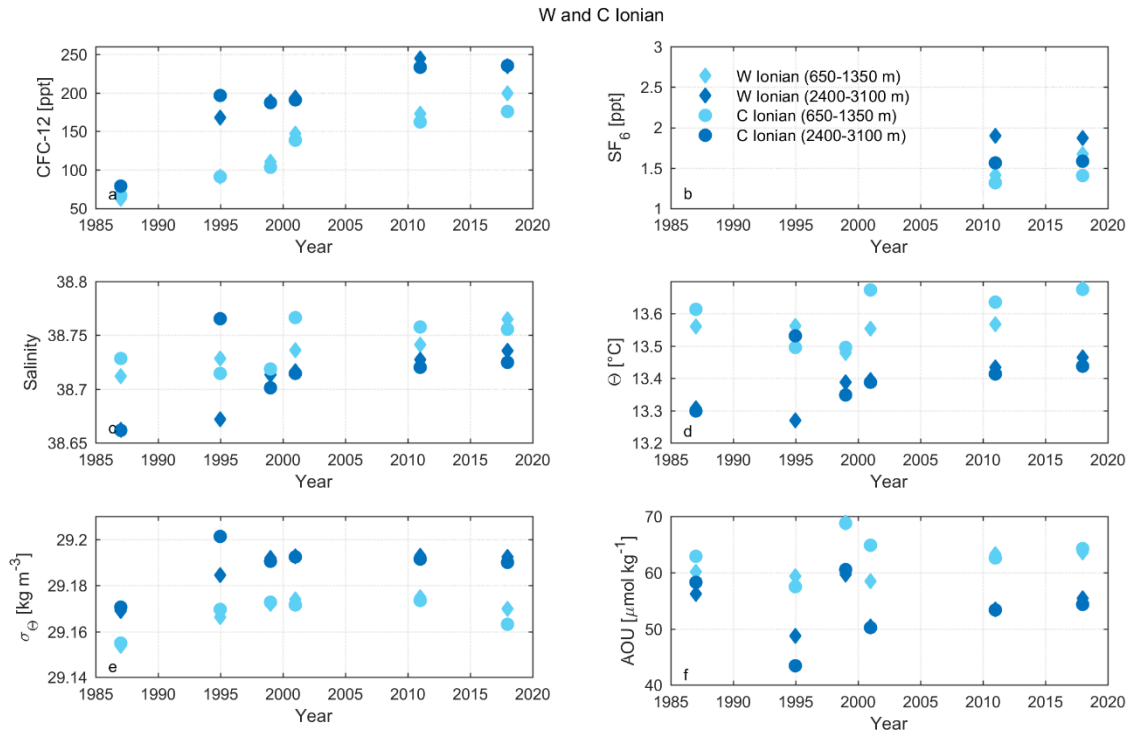 W and C Ionian
250
200
150
100
50
CFC-12 [ppt]
a
1985 1990 1995 2000 2005 2010 2015 2020
Year
3
2.5
2
1.5
1
SF6 [ppt]
W Ionian (650-1350 m)
W Ionian (2400-3100 m)
C Ionian (650-1350 m)
C Ionian (2400-3100 m)
b
1985 1990 1995 2000 2005 2010 2015 2020
Year
38.8
38.75
38.7
38.65
Salinity
c
1985 1990 1995 2000 2005 2010 2015 2020
Year
13.6
13.5
13.4
13.3
13.2
Θ [°C]
d
1985 1990 1995 2000 2005 2010 2015 2020
Year
29.2
29.18
29.16
29.14
σΘ [kg m-3]
e
1985 1990 1995 2000 2005 2010 2015 2020
Year
70
60
50
40
AOU [μmol kg-1]
f
1985 1990 1995 2000 2005 2010 2015 2020
Year